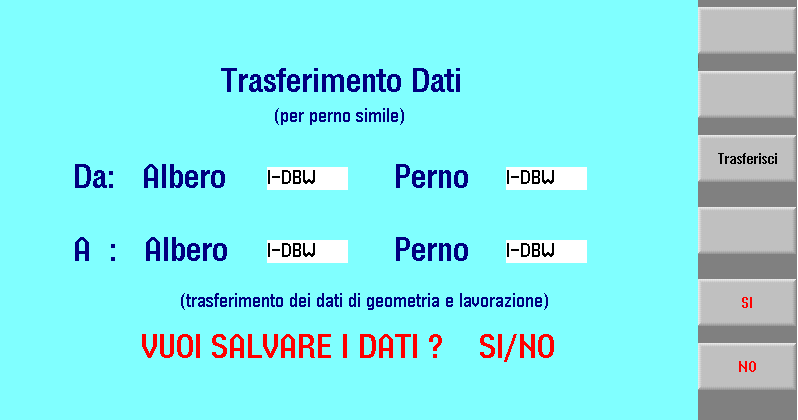 Trasferimento Dati
(per perno simile)
Trasferisci
Da: Albero I-DBW Perno I-DBW
A : Albero I-DBW Perno I-DBW
(trasferimento dei dati di geometria e lavorazione)
SI
VUOI SALVARE I DATI ? SI/NO
NO